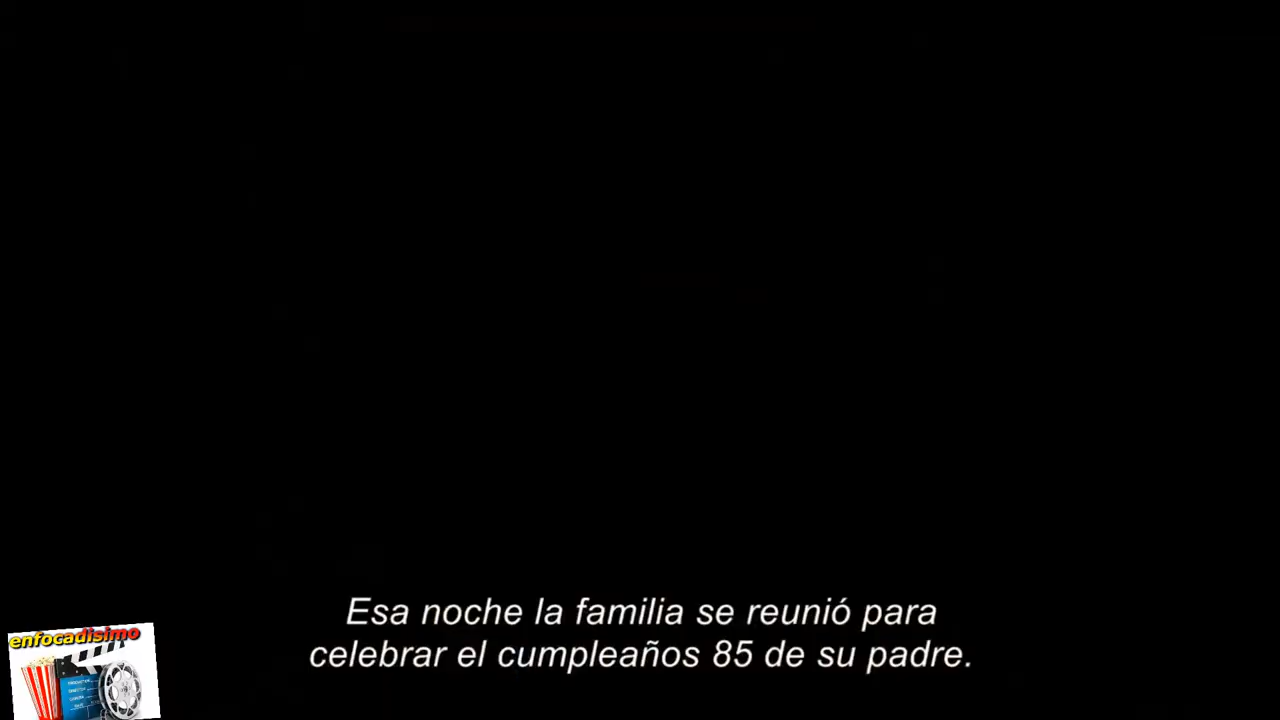 Esa noche la familia se reunió para
celebrar el cumpleaños 85 de su padre.
enfocadisimo